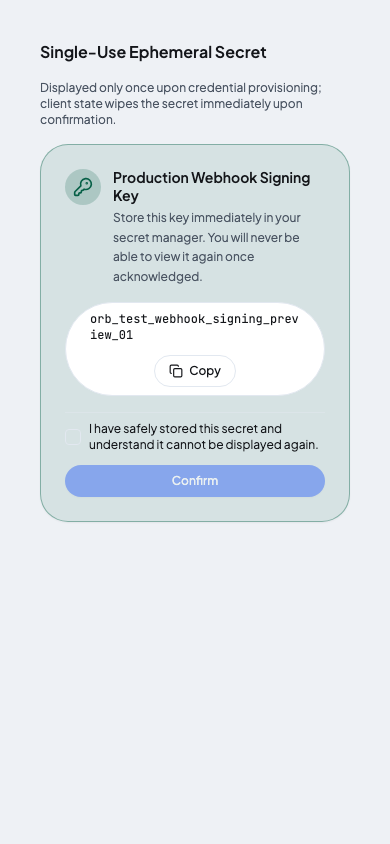 Single-Use Ephemeral Secret
Displayed only once upon credential provisioning;
client state wipes the secret immediately upon
confirmation.
Production Webhook Signing
Key
Store this key immediately in your
secret manager. You will never be
able to view it again once
acknowledged.
orb_test_webhook_signing_prev
iew_01
Copy
I have safely stored this secret and
understand it cannot be displayed again.
Confirm